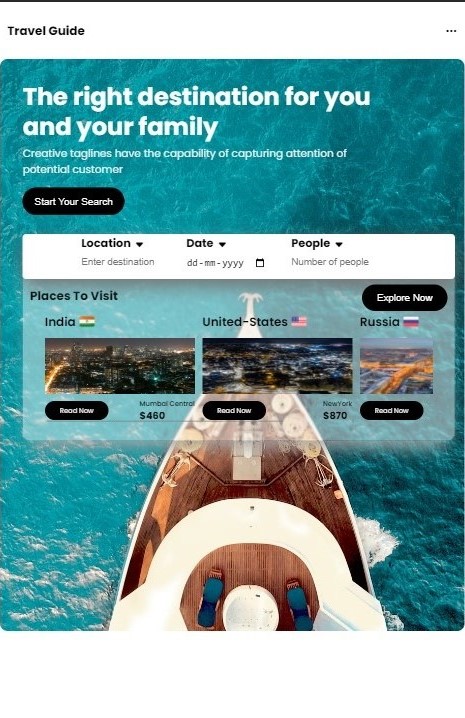 Travel Guide
The right destination for you
and your family
Creative taglines have the capability of capturing attention of
potential customer
Start Your Search
Location Date People
Enter destination dd-mm-yyyy Number of people
Places To Visit Explore Now
India United-States Russia
Read Now Mumbai Central Read Now NewYork Read Now
$460 $870